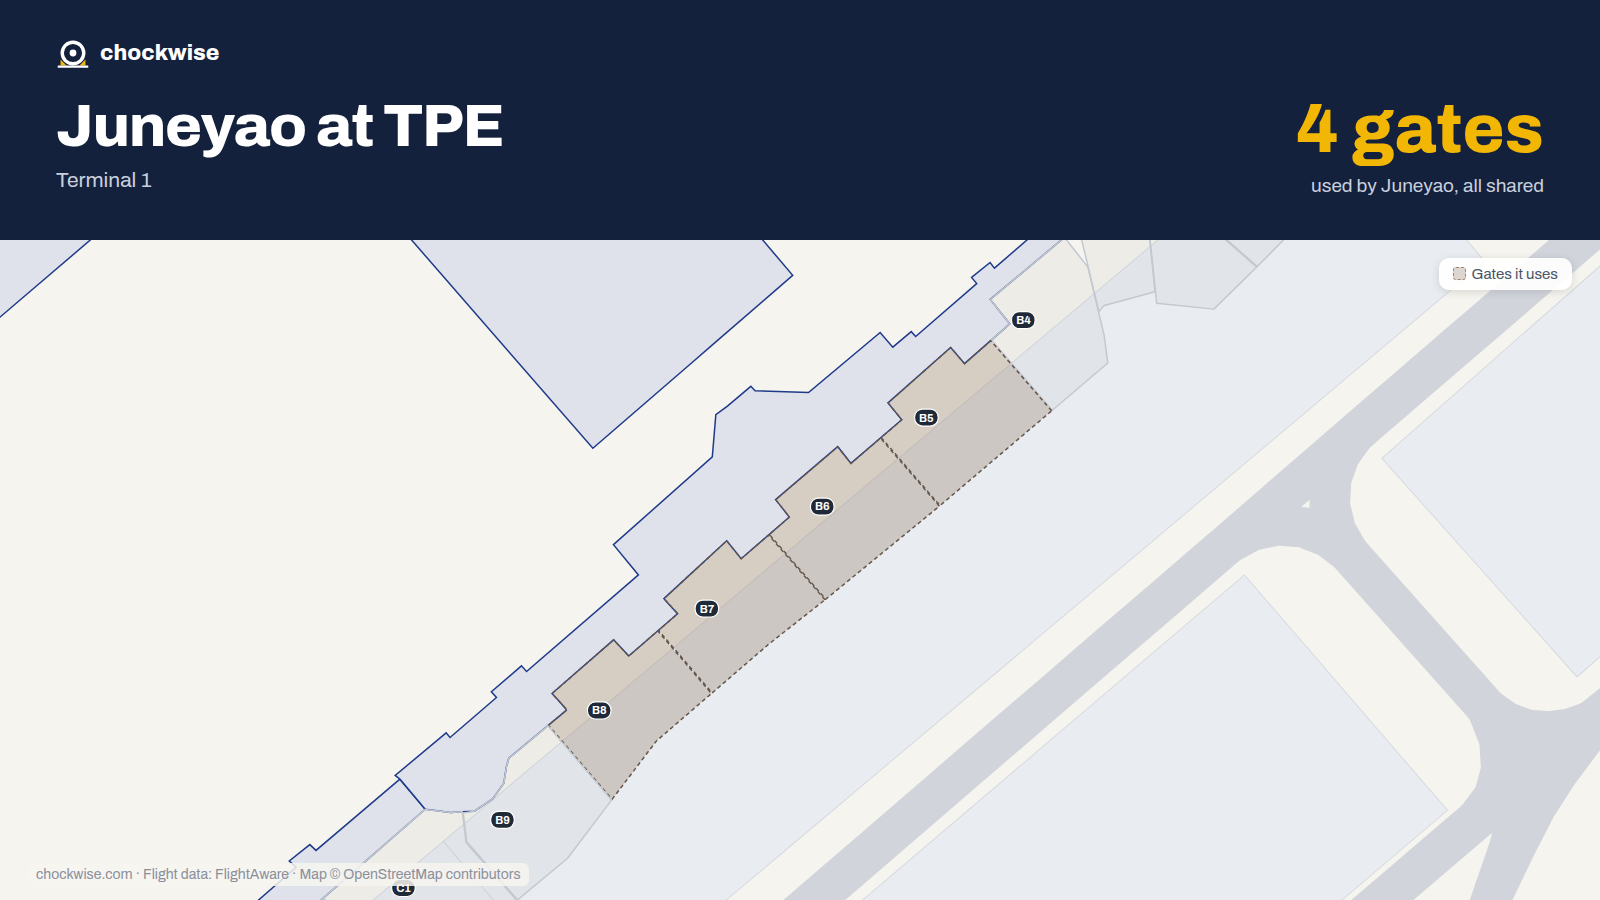 chockwise
Juneyao at TPE
Terminal 1
4 gates
used by Juneyao, all shared
Gates it uses
B4
B5
B6
B7
B8
B9
C1
chockwise.com · Flight data: FlightAware · Map © OpenStreetMap contributors